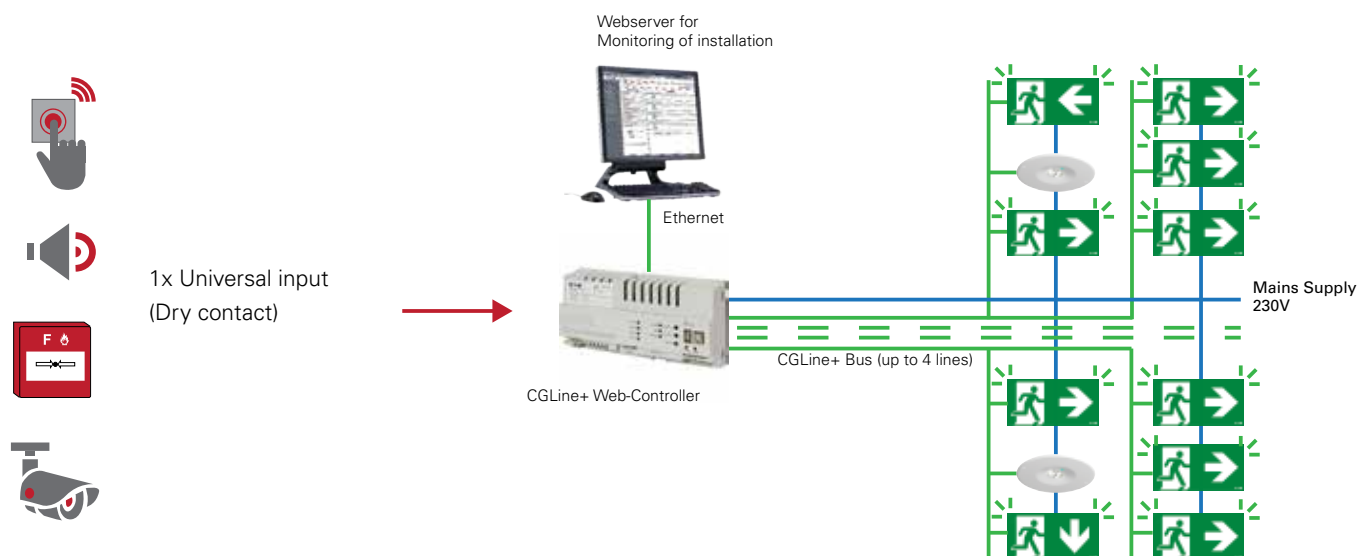 Webserver for
Monitoring of installation
Ethernet
1x Universal input
(Dry contact)
F
Mains Supply
230V
CGLine+ Bus (up to 4 lines)
CGLine+ Web-Controller